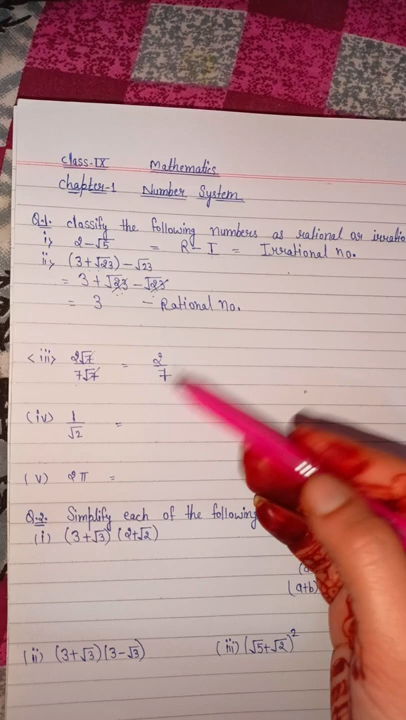 Class-IX Mathematics
Chapter-1 Number System
Q.1. classify the following numbers as rational or
i) 2-√5 = R-I = Irrational no.
ii) (3+√23)-√23
= 3+√23-√23
= 3 - Rational no.
(iii) 2√7/7√7 = 2/7
(iv) 1/√2 =
(v) 2π =
Q.2. Simplify each of the following
(i) (3+√3)(2+√2)
(a+b)
(ii) (3+√3)(3-√3) (iii) (√5+√2)²